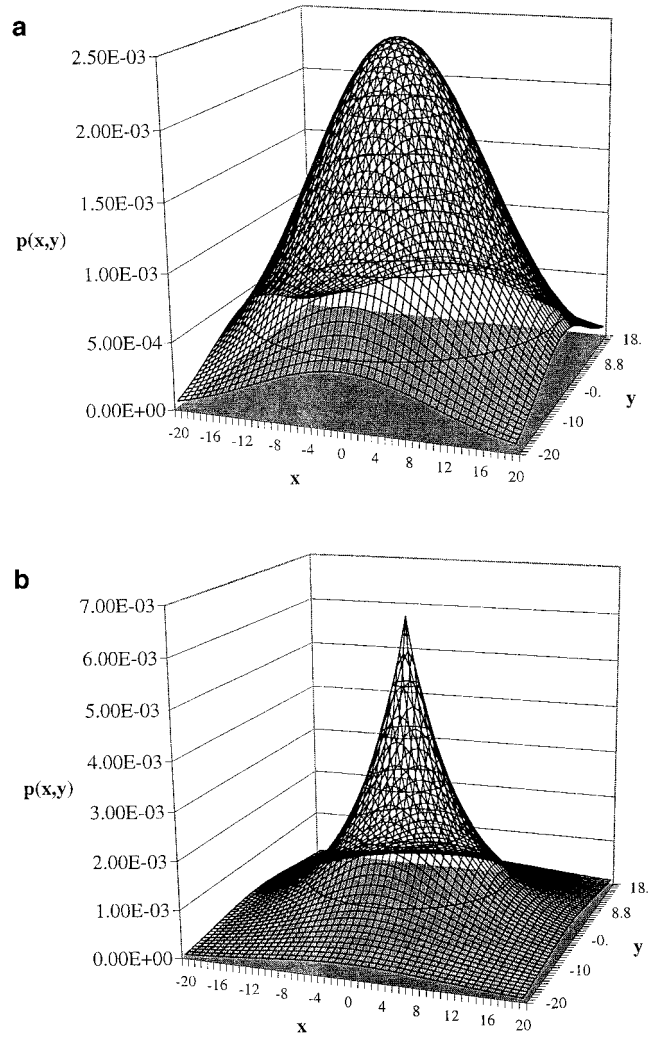 a
2.50E-03
2.00E-03
1.50E-03
p(x,y)
1.00E-03
5.00E-04
0.00E+00
-20 -16 -12 -8 -4 0 4 8 12 16 20
x
18.
8.8
-0.
-10
-20
y
b
7.00E-03
6.00E-03
5.00E-03
4.00E-03
p(x,y)
3.00E-03
2.00E-03
1.00E-03
0.00E+00
-20 -16 -12 -8 -4 0 4 8 12 16 20
x
18.
8.8
-0.
-10
-20
y